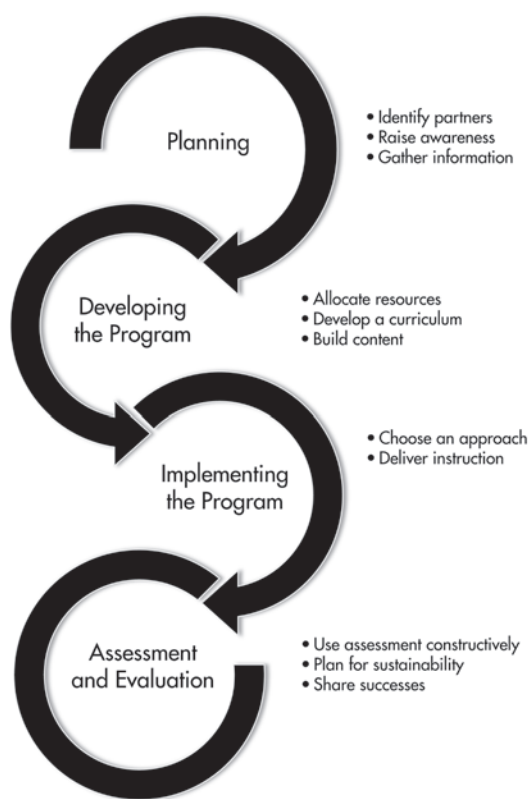 Planning
• Identify partners
• Raise awareness
• Gather information
Developing
the Program
• Allocate resources
• Develop a curriculum
• Build content
Implementing
the Program
• Choose an approach
• Deliver instruction
Assessment
and Evaluation
• Use assessment constructively
• Plan for sustainability
• Share successes